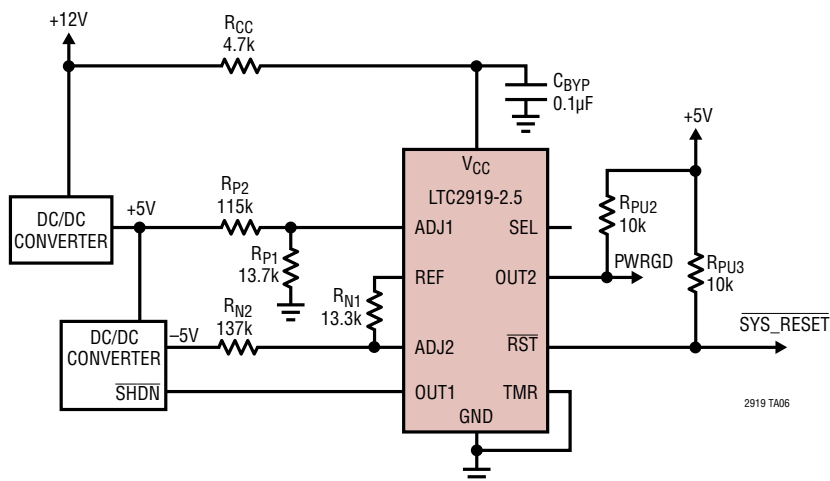 +12V
RCC
4.7k
CBYP
0.1µF
+5V
VCC
LTC2919-2.5
DC/DC
CONVERTER
+5V
RP2
115k
ADJ1
SEL
RPU2
10k
RP1
13.7k
REF
OUT2
PWRGD
RPU3
10k
RN1
13.3k
RN2
137k
DC/DC
CONVERTER
–5V
ADJ2
RST
SYS_RESET
SHDN
OUT1
TMR
GND
2919 TA06